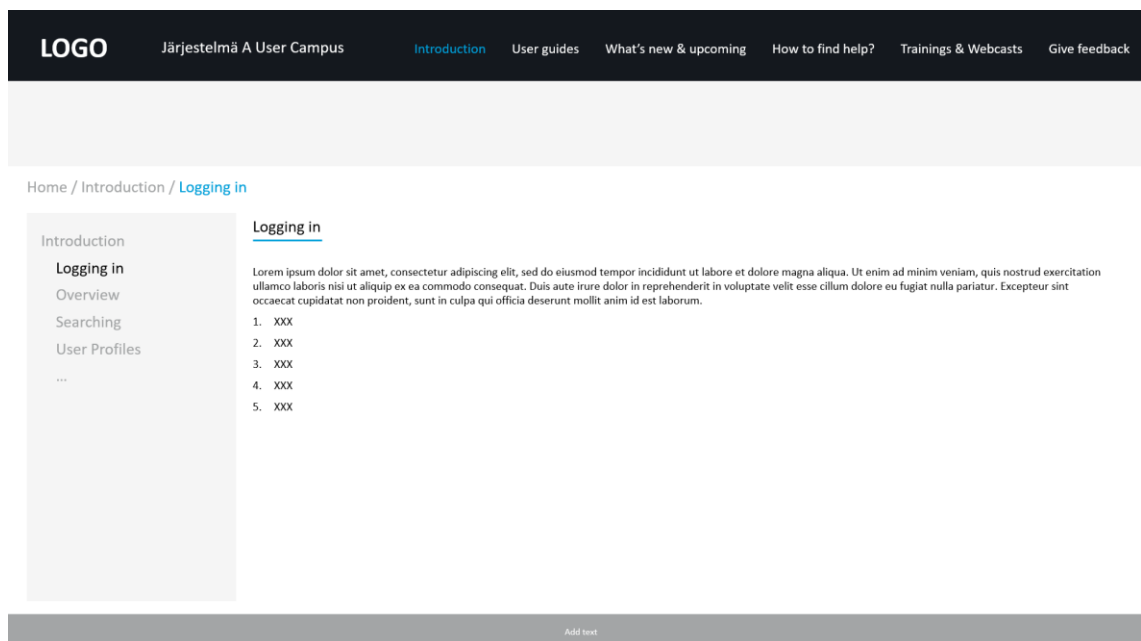 LOGO
Järjestelmä A User Campus
Introduction
User guides
What's new & upcoming
How to find help?
Trainings & Webcasts
Give feedback
Home / Introduction / Logging in
Introduction
Logging in
Overview
Searching
User Profiles
...
Logging in
Lorem ipsum dolor sit amet, consectetur adipiscing elit, sed do eiusmod tempor incididunt ut labore et dolore magna aliqua. Ut enim ad minim veniam, quis nostrud exercitation
ullamco laboris nisi ut aliquip ex ea commodo consequat. Duis aute irure dolor in reprehenderit in voluptate velit esse cillum dolore eu fugiat nulla pariatur. Excepteur sint
occaecat cupidatat non proident, sunt in culpa qui officia deserunt mollit anim id est laborum.
1. XXX
2. XXX
3. XXX
4. XXX
5. XXX
Add text